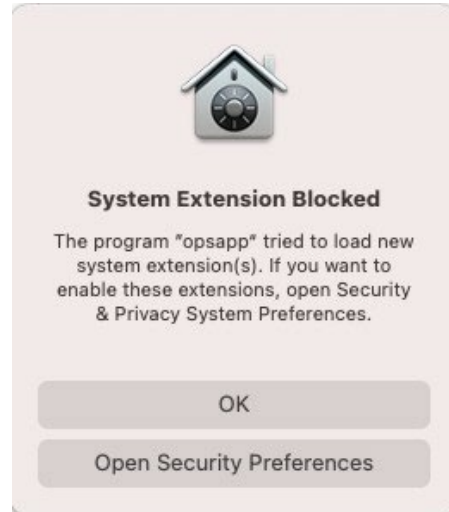 System Extension Blocked
The program "opsapp" tried to load new
system extension(s). If you want to
enable these extensions, open Security
& Privacy System Preferences.
OK
Open Security Preferences